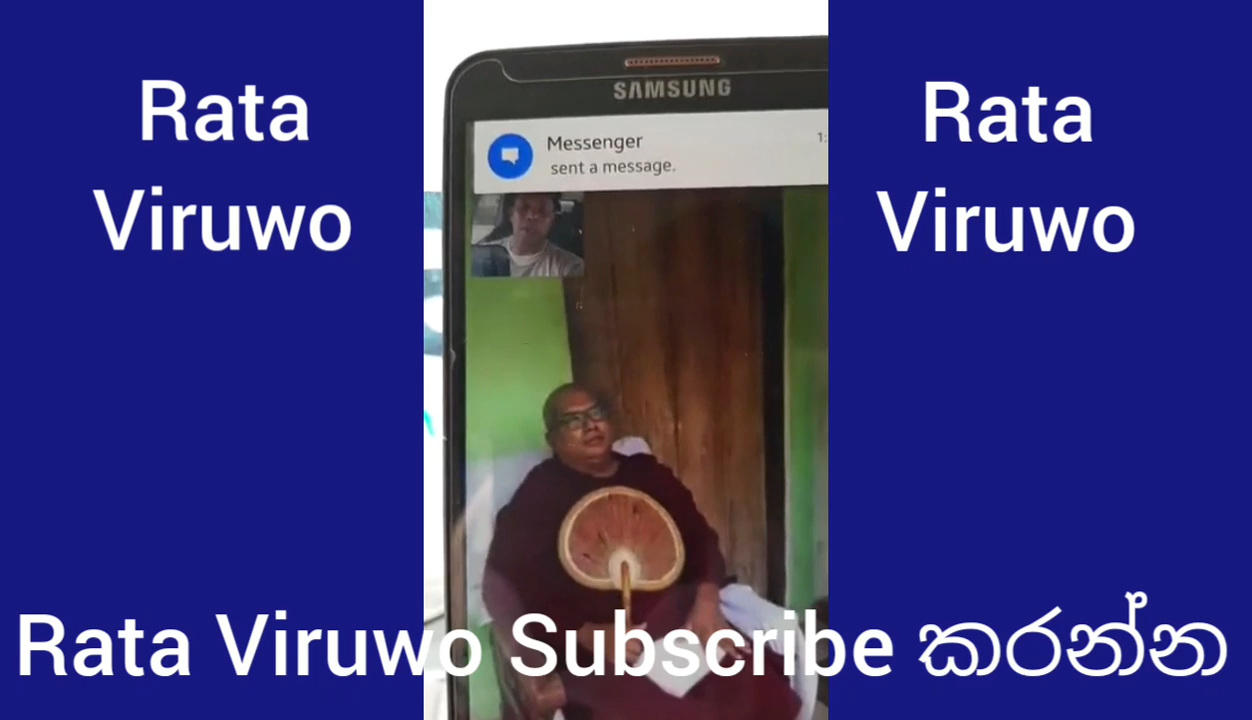 Rata
Viruwo
Rata
Viruwo
SAMSUNG
Messenger
sent a message.
Rata Viruwo Subscribe කරන්න